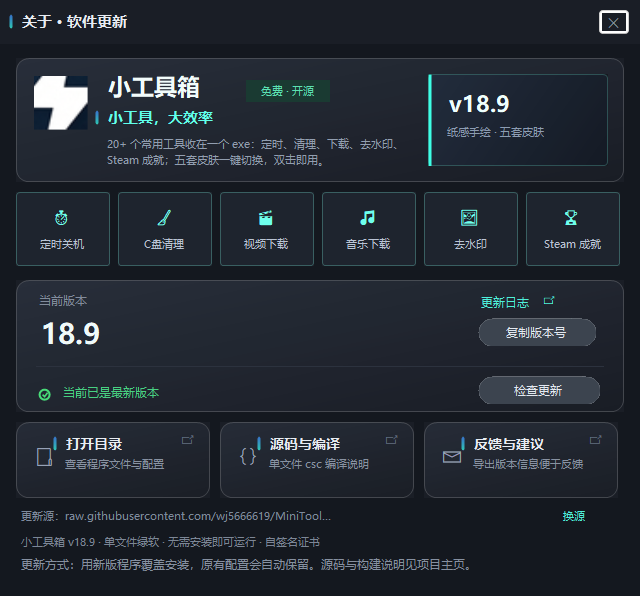 关于·软件更新
小工具箱
免费·开源
小工具，大效率
20+ 个常用工具收在一个 exe：定时、清理、下载、去水印、
Steam 成就；五套皮肤一键切换，双击即用。
v18.9
纸感手绘·五套皮肤
定时关机
C盘清理
视频下载
音乐下载
去水印
Steam 成就
当前版本
18.9
更新日志
复制版本号
当前已是最新版本
检查更新
打开目录
查看程序文件与配置
源码与编译
单文件 csc 编译说明
反馈与建议
导出版本信息便于反馈
更新源：raw.githubusercontent.com/wj5666619/MiniTool...
换源
小工具箱 v18.9 · 单文件绿软 · 无需安装即可运行 · 自签名证书
更新方式：用新版程序覆盖安装，原有配置会自动保留。源码与构建说明见项目主页。